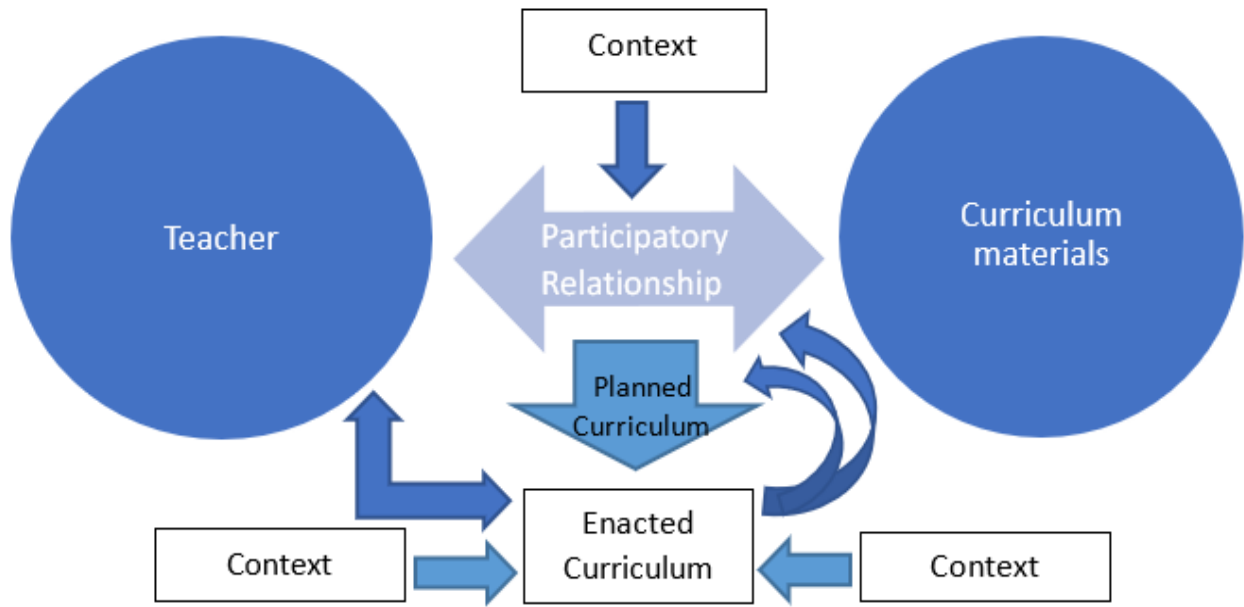 Context
Teacher
Participatory
Relationship
Curriculum
materials
Planned
Curriculum
Enacted
Curriculum
Context
Context